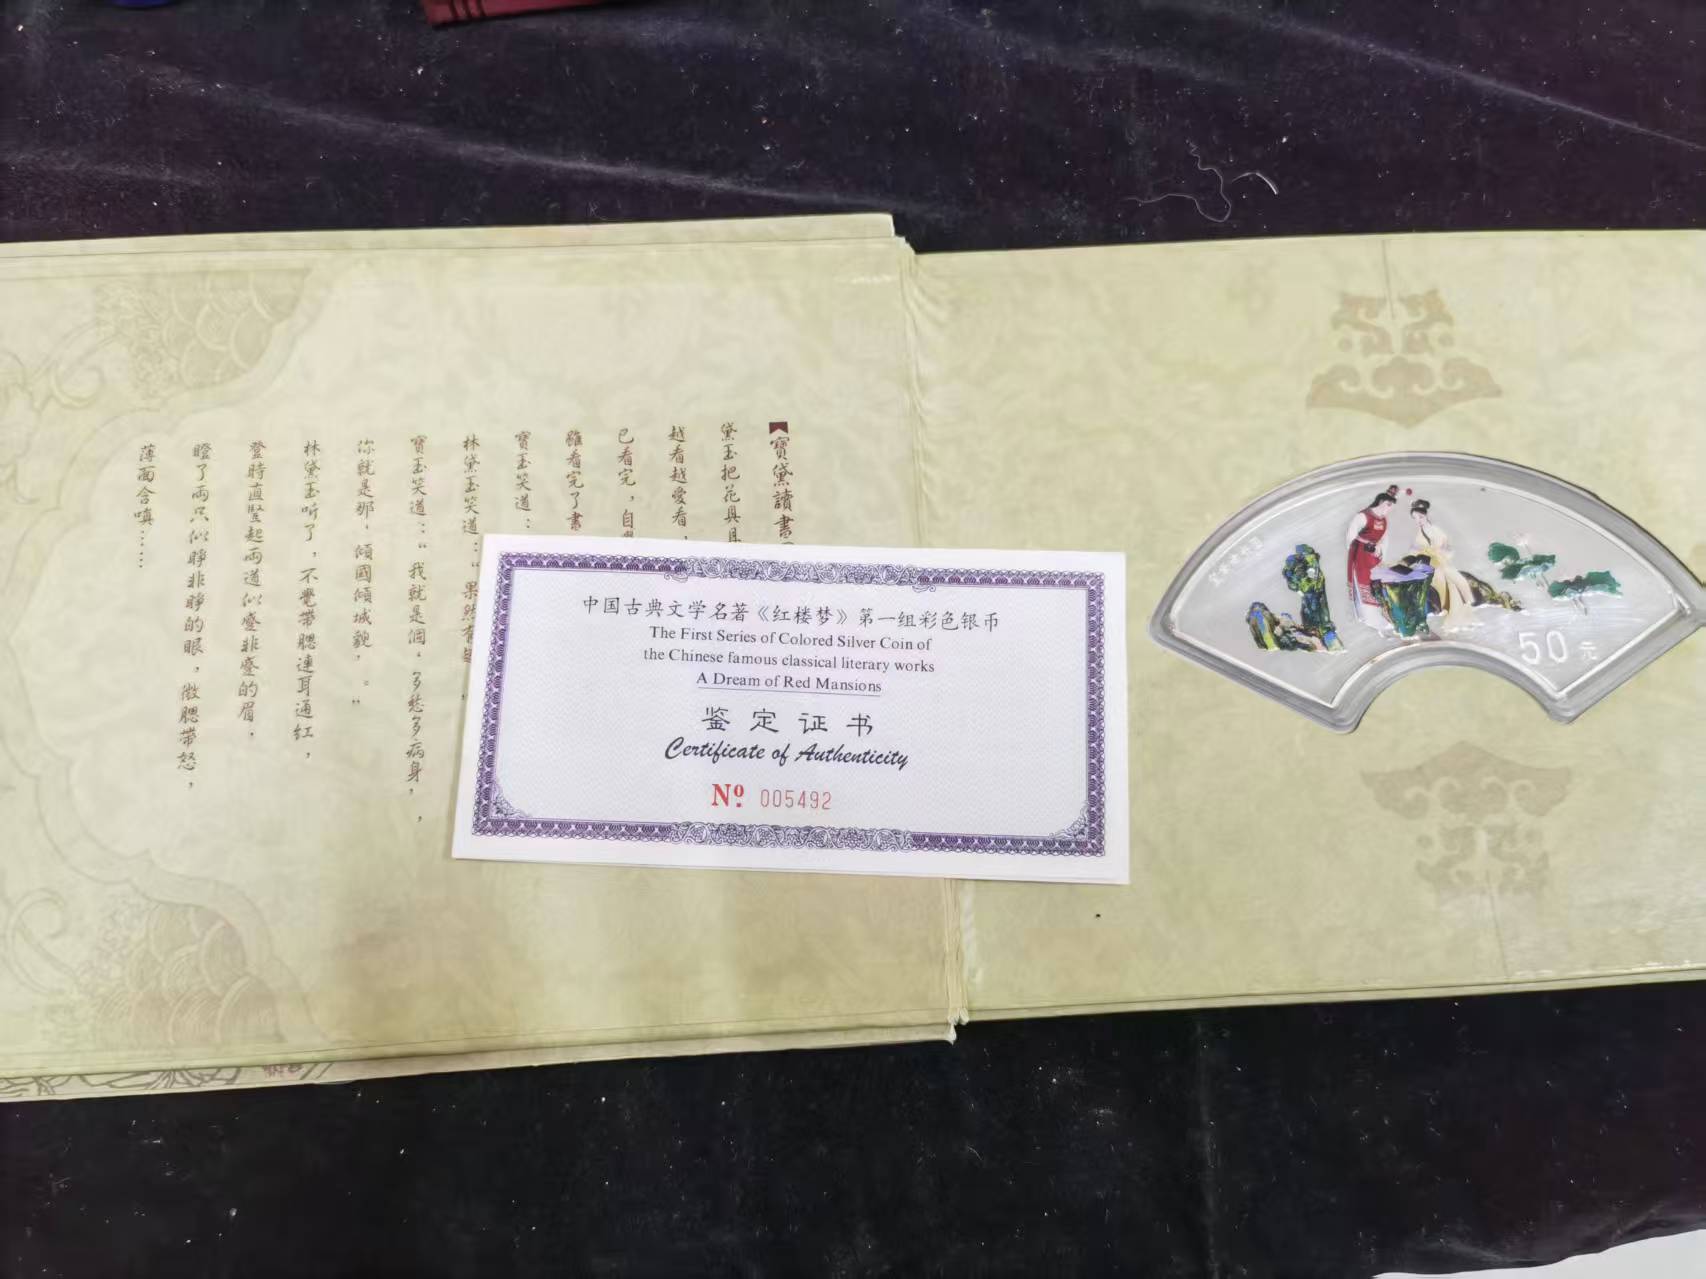 《寶黛讀書
黛玉把花具且
越看越愛看，
已看完，自
雖看完了書
寶玉笑道：
林黛玉笑道：“果然有趣。”
寶玉笑道：“我就是個，多愁多病身，，
你就是那，傾國傾城貌，。”
林黛玉听了，不覺帶腮連耳通红，
登時直豎起兩道似蹙非蹙的眉，
瞪了兩只似睜非睜的眼，微腮带怒，
薄面含嗔……
中国古典文学名著《红楼梦》第一组彩色银币
The First Series of Colored Silver Coin of
the Chinese famous classical literary works
A Dream of Red Mansions
鉴定证书
Certificate of Authenticity
Nº 005492
50元